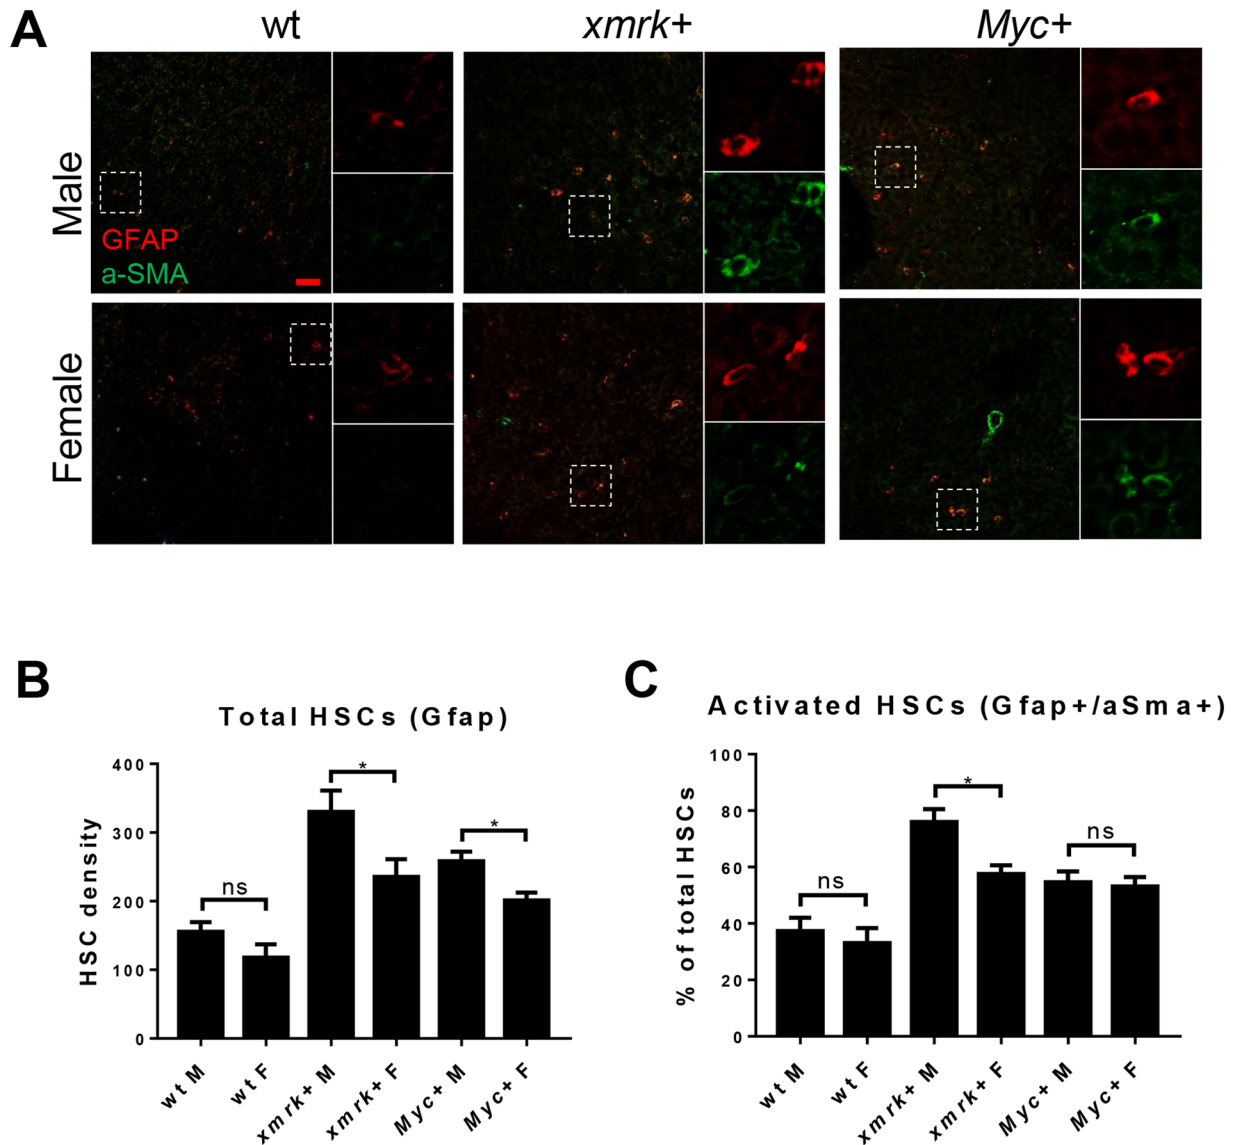 A
wt
xmrk+
Myc+
Male
GFAP
a-SMA
Female
B
Total HSCs (Gfap)
HSC density
400
300
200
100
0
ns
*
*
wt M
wt F
xmrk+ M
xmrk+ F
Myc+ M
Myc+ F
C
Activated HSCs (Gfap+/aSma+)
% of total HSCs
100
80
60
40
20
0
ns
*
ns
wt M
wt F
xmrk+ M
xmrk+ F
Myc+ M
Myc+ F